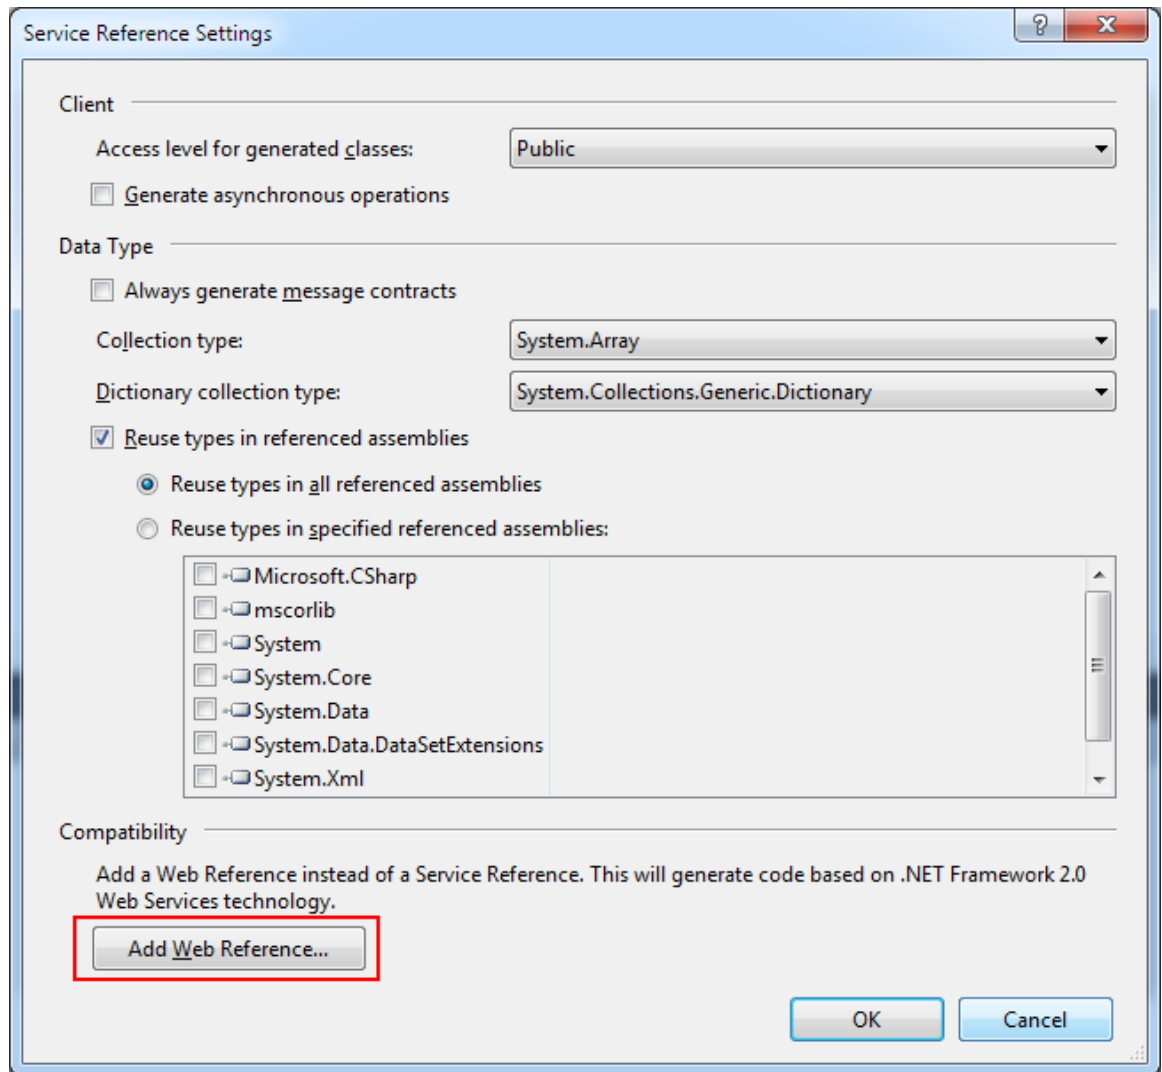 Service Reference Settings
Client
Access level for generated classes: Public
Generate asynchronous operations
Data Type
Always generate message contracts
Collection type: System.Array
Dictionary collection type: System.Collections.Generic.Dictionary
Reuse types in referenced assemblies
Reuse types in all referenced assemblies
Reuse types in specified referenced assemblies:
Microsoft.CSharp
mscorlib
System
System.Core
System.Data
System.Data.DataSetExtensions
System.Xml
Compatibility
Add a Web Reference instead of a Service Reference. This will generate code based on .NET Framework 2.0
Web Services technology.
Add Web Reference...
OK Cancel